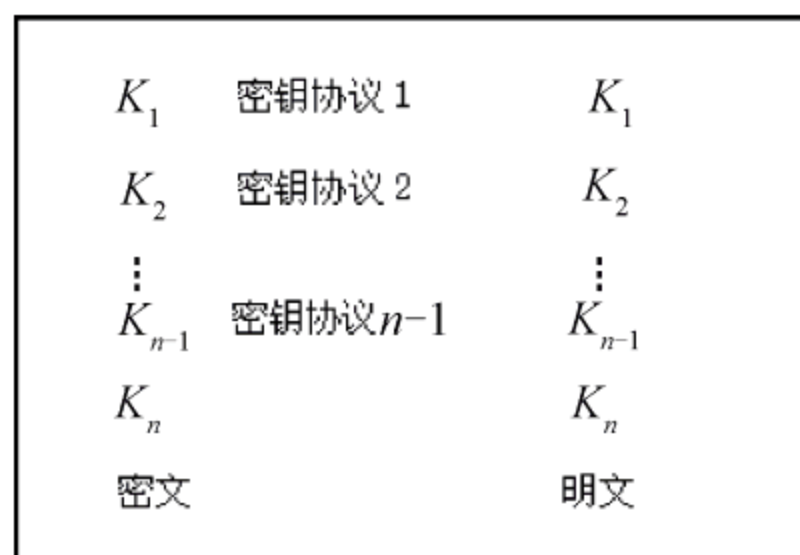 K₁ 密钥协议 1 K₁
K₂ 密钥协议 2 K₂
⋮ ⋮
Kₙ₋₁ 密钥协议n−1 Kₙ₋₁
Kₙ Kₙ
密文 明文